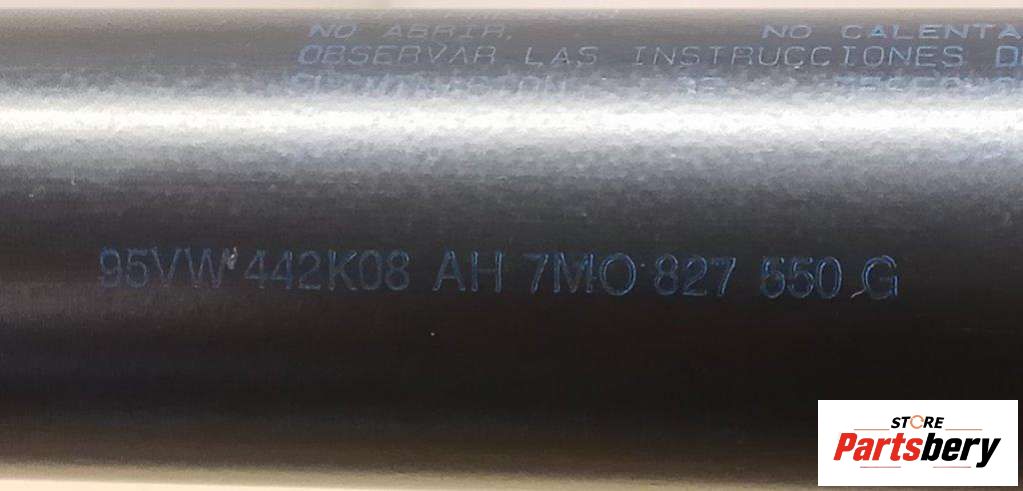 NO ABRIR. NO CALENTA
OBSERVAR LAS INSTRUCCIONES D
95VW 442K08 AH 7M0 827 550 G
STORE
Partsbery